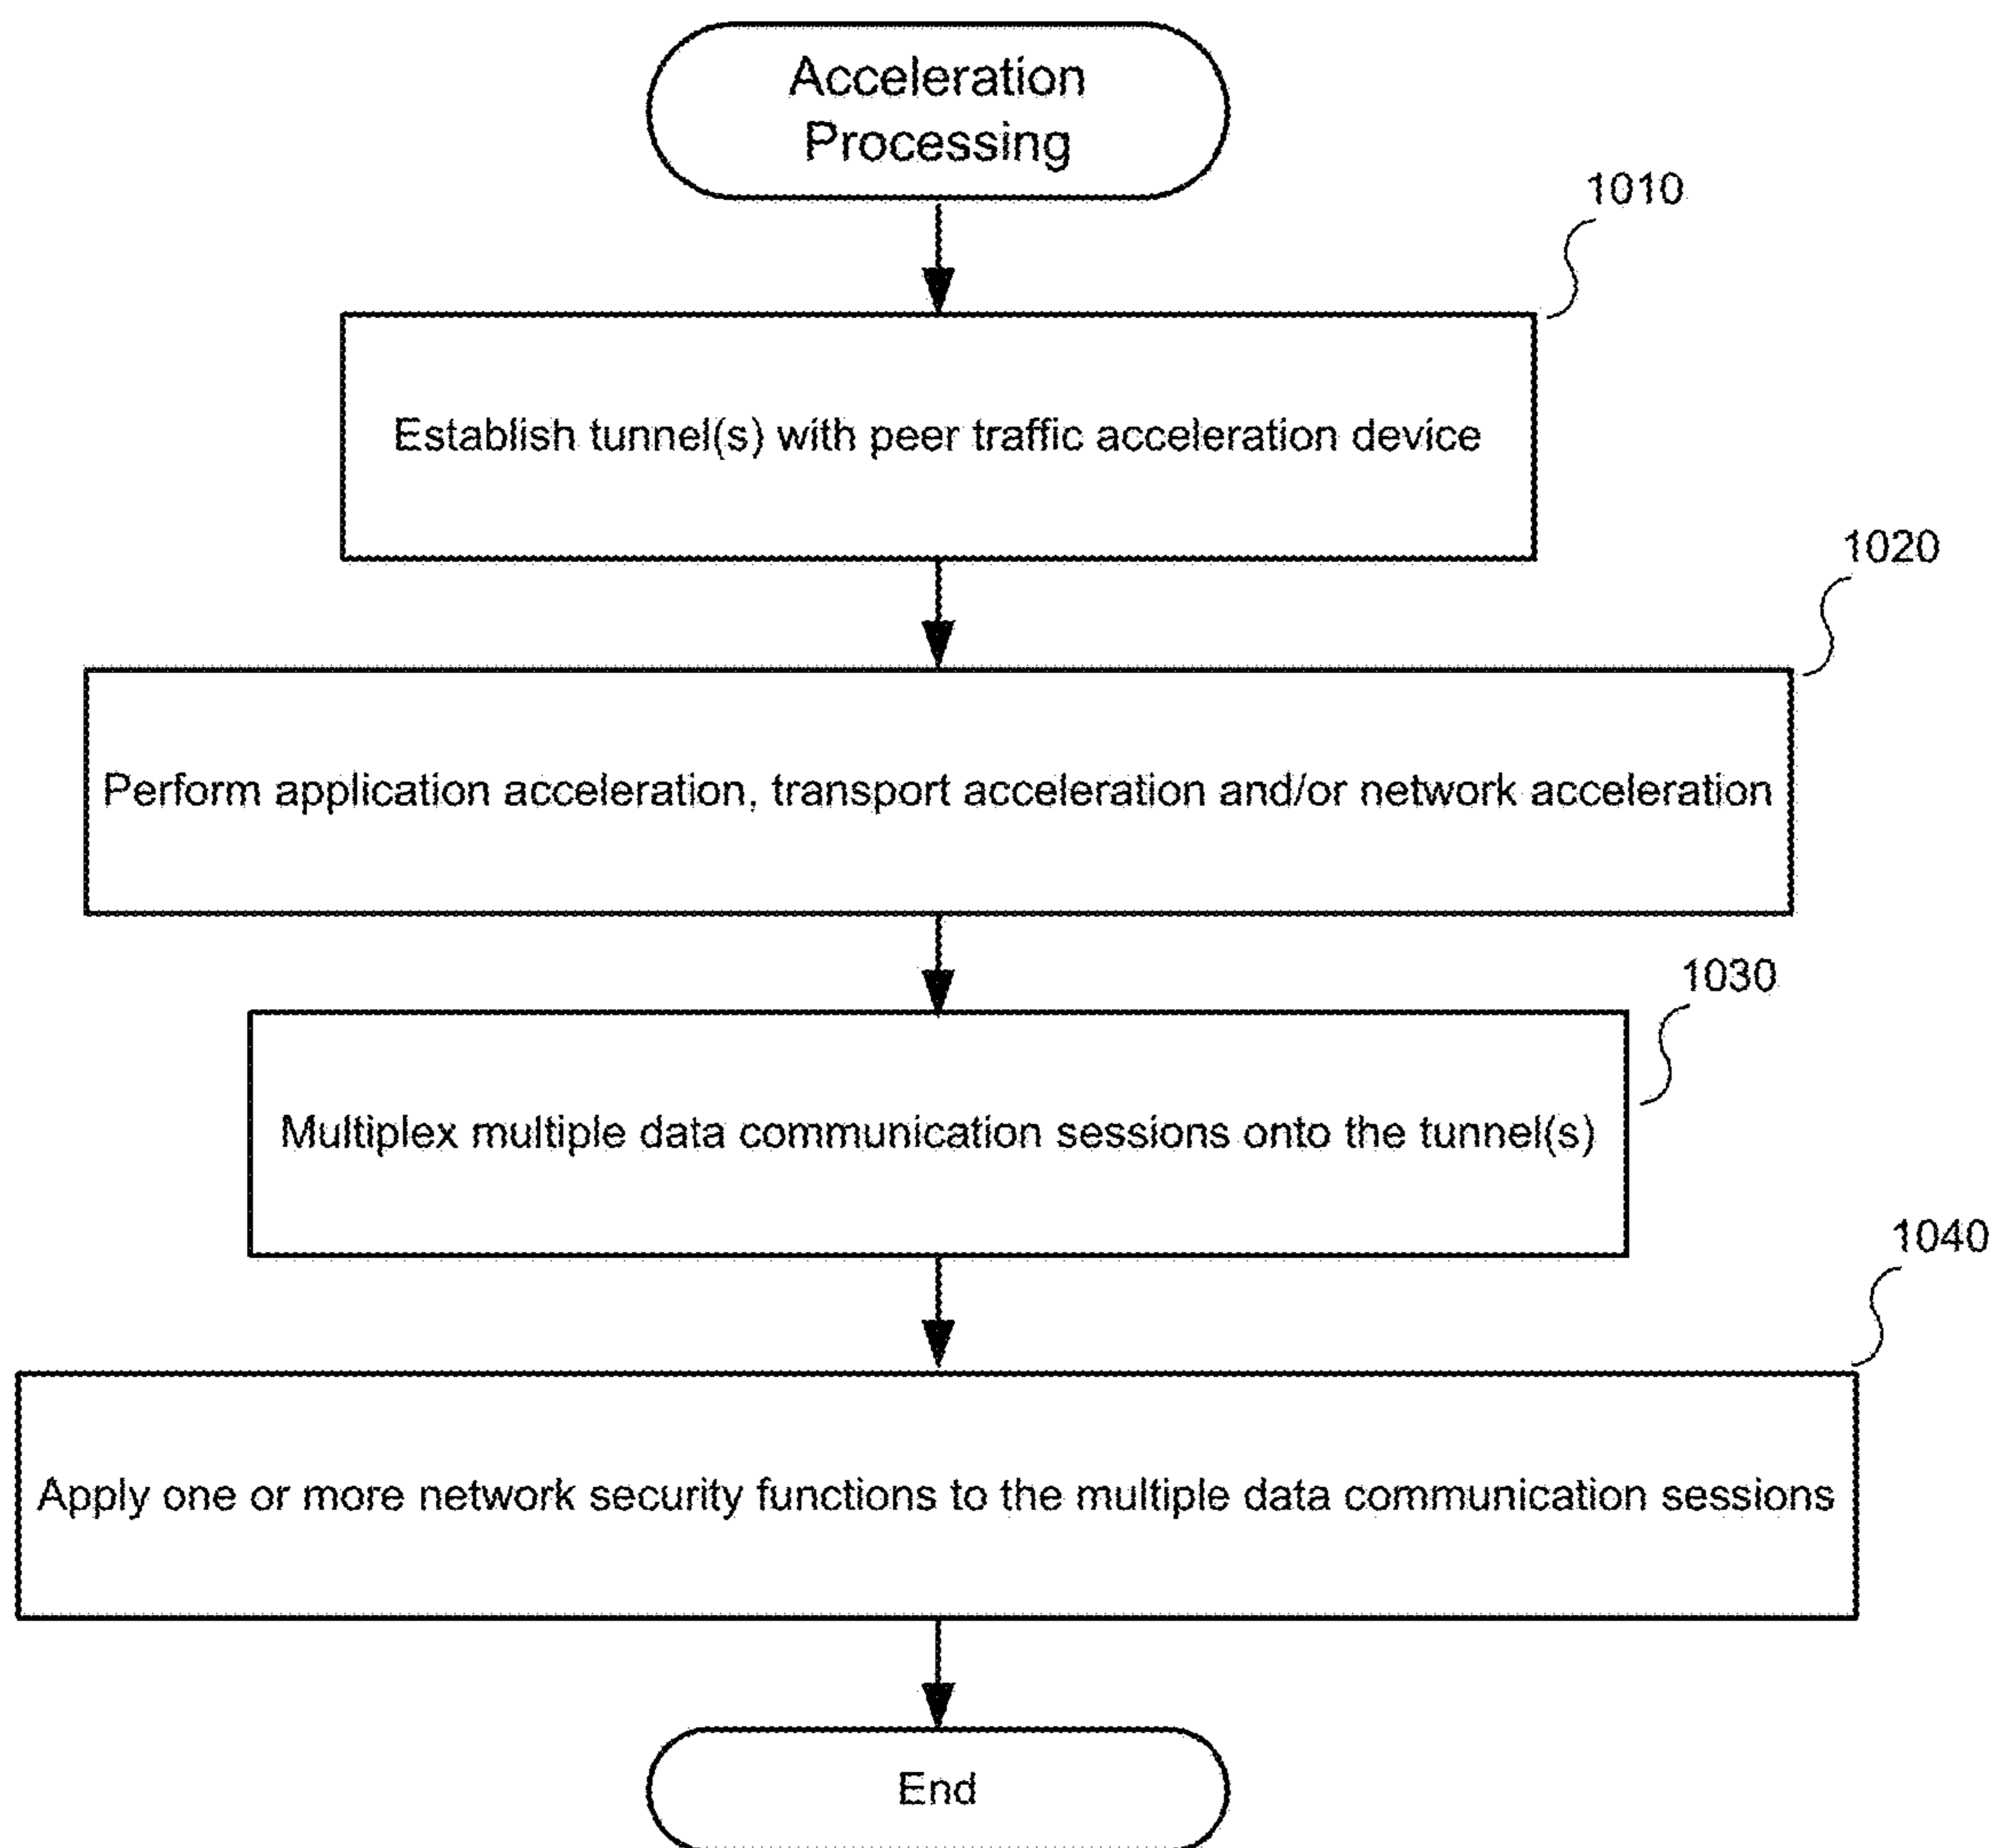 Acceleration
Processing
1010
Establish tunnel(s) with peer traffic acceleration device
1020
Perform application acceleration, transport acceleration and/or network acceleration
1030
Multiplex multiple data communication sessions onto the tunnel(s)
1040
Apply one or more network security functions to the multiple data communication sessions
End